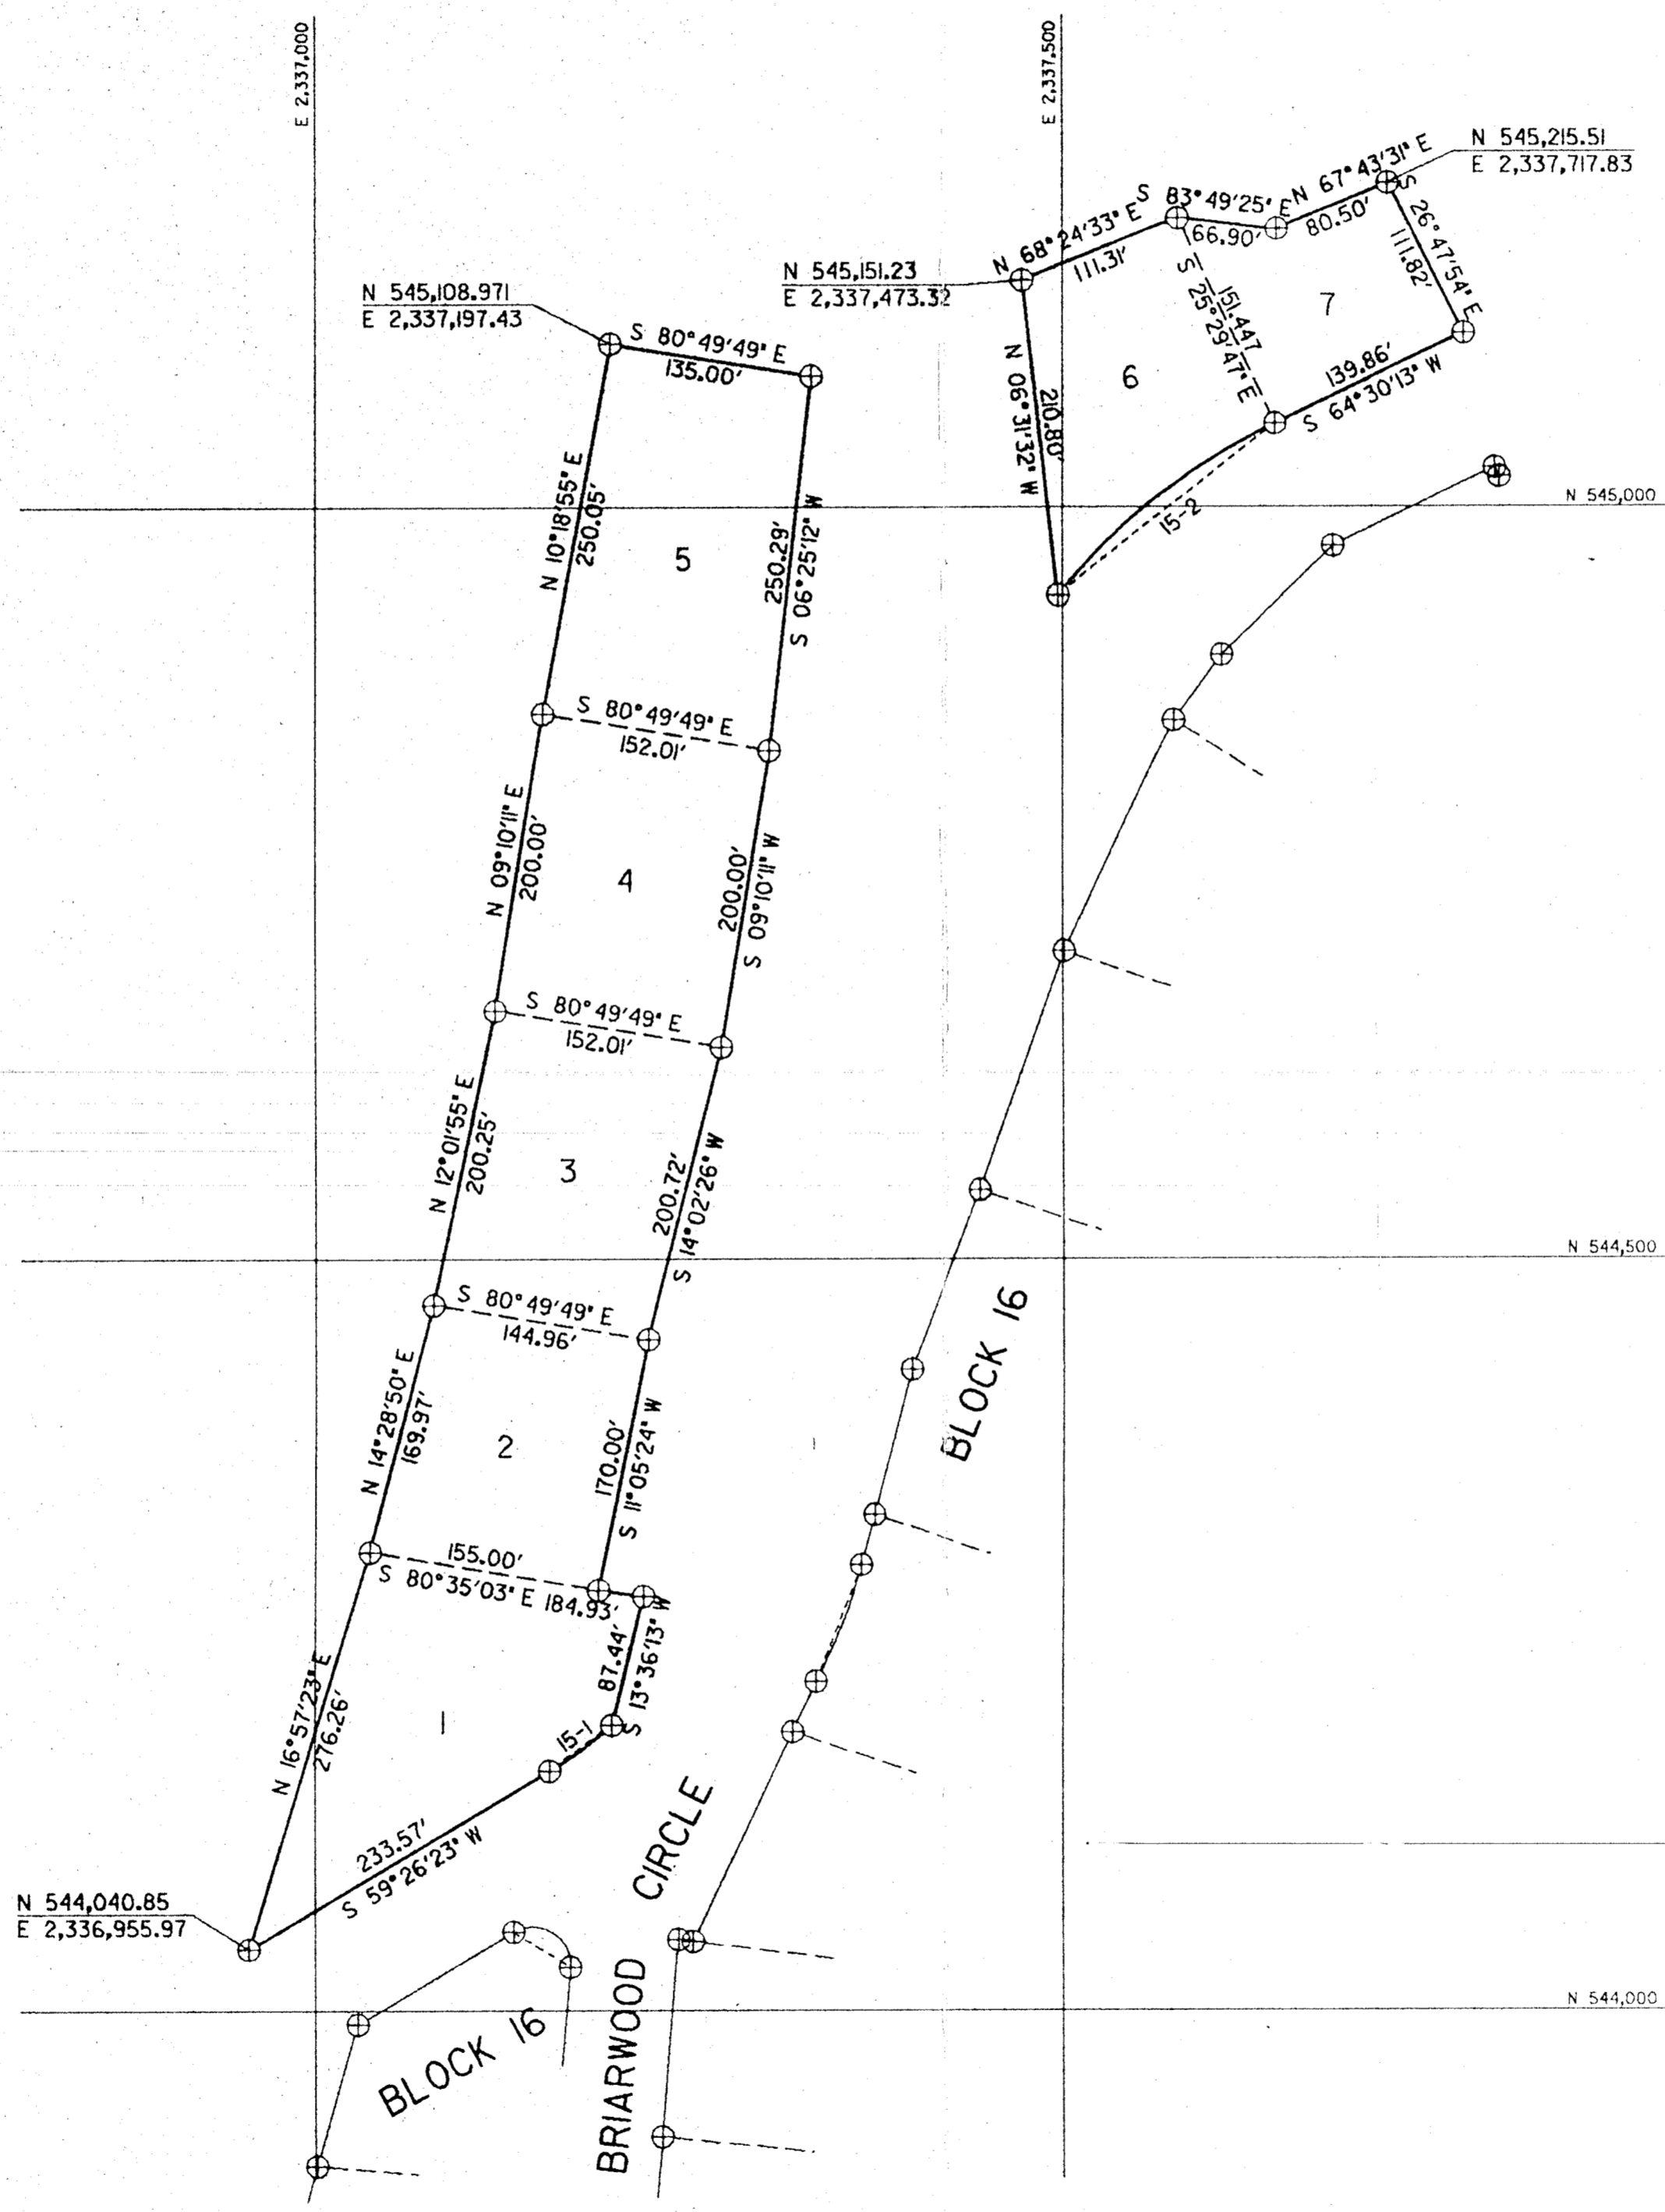 E 2,337,000
E 2,337,500
N 545,215.51
E 2,337,717.83
N 67°43'31" E
80.50'
S 83°49'25" E
66.90'
N 68°24'33" E
111.31'
S 26°47'54" E
111.82'
N 545,151.23
E 2,337,473.32
N 545,108.971
E 2,337,197.43
S 80°49'49" E
135.00'
151.447
S 25°29'47" E
7
6
N 06°31'32" W
210.80'
139.86'
S 64°30'13" W
15-2
N 545,000
N 10°18'55" E
250.05'
5
250.29'
S 06°25'12" W
S 80°49'49" E
152.01'
N 09°10'11" E
200.00'
4
200.00'
S 09°10'11" W
S 80°49'49" E
152.01'
N 12°01'55" E
200.25'
3
200.72'
S 14°02'26" W
N 544,500
S 80°49'49" E
144.96'
BLOCK 16
N 14°28'50" E
169.97'
2
170.00'
S 11°05'24" W
155.00'
S 80°35'03" E 184.93'
87.44'
S 13°36'13" W
N 16°57'23" E
276.26'
1
15-1
233.57'
S 59°26'23" W
N 544,040.85
E 2,336,955.97
N 544,000
BLOCK 16
BRIARWOOD CIRCLE